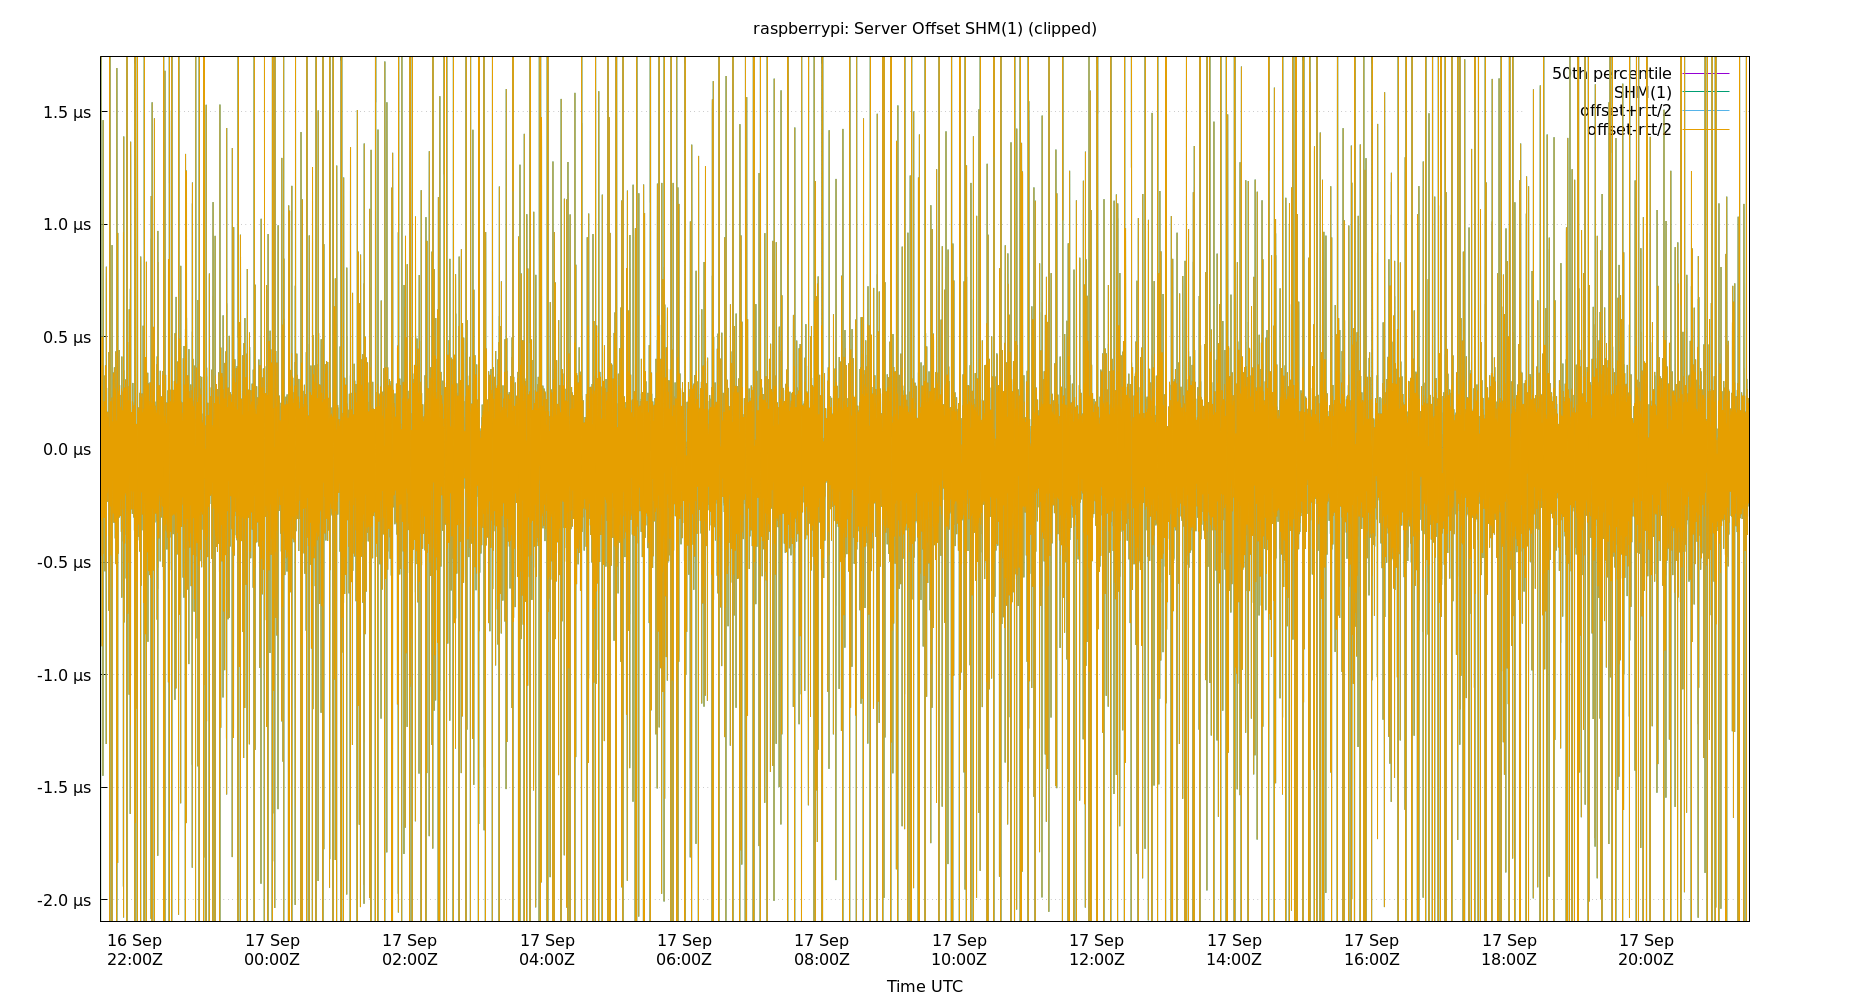 raspberrypi: Server Offset SHM(1) (clipped)
50th percentile
SHM(1)
offset+rtt/2
offset-rtt/2
1.5 µs
1.0 µs
0.5 µs
0.0 µs
-0.5 µs
-1.0 µs
-1.5 µs
-2.0 µs
16 Sep 17 Sep 17 Sep 17 Sep 17 Sep 17 Sep 17 Sep 17 Sep 17 Sep 17 Sep 17 Sep 17 Sep
22:00Z 00:00Z 02:00Z 04:00Z 06:00Z 08:00Z 10:00Z 12:00Z 14:00Z 16:00Z 18:00Z 20:00Z
Time UTC